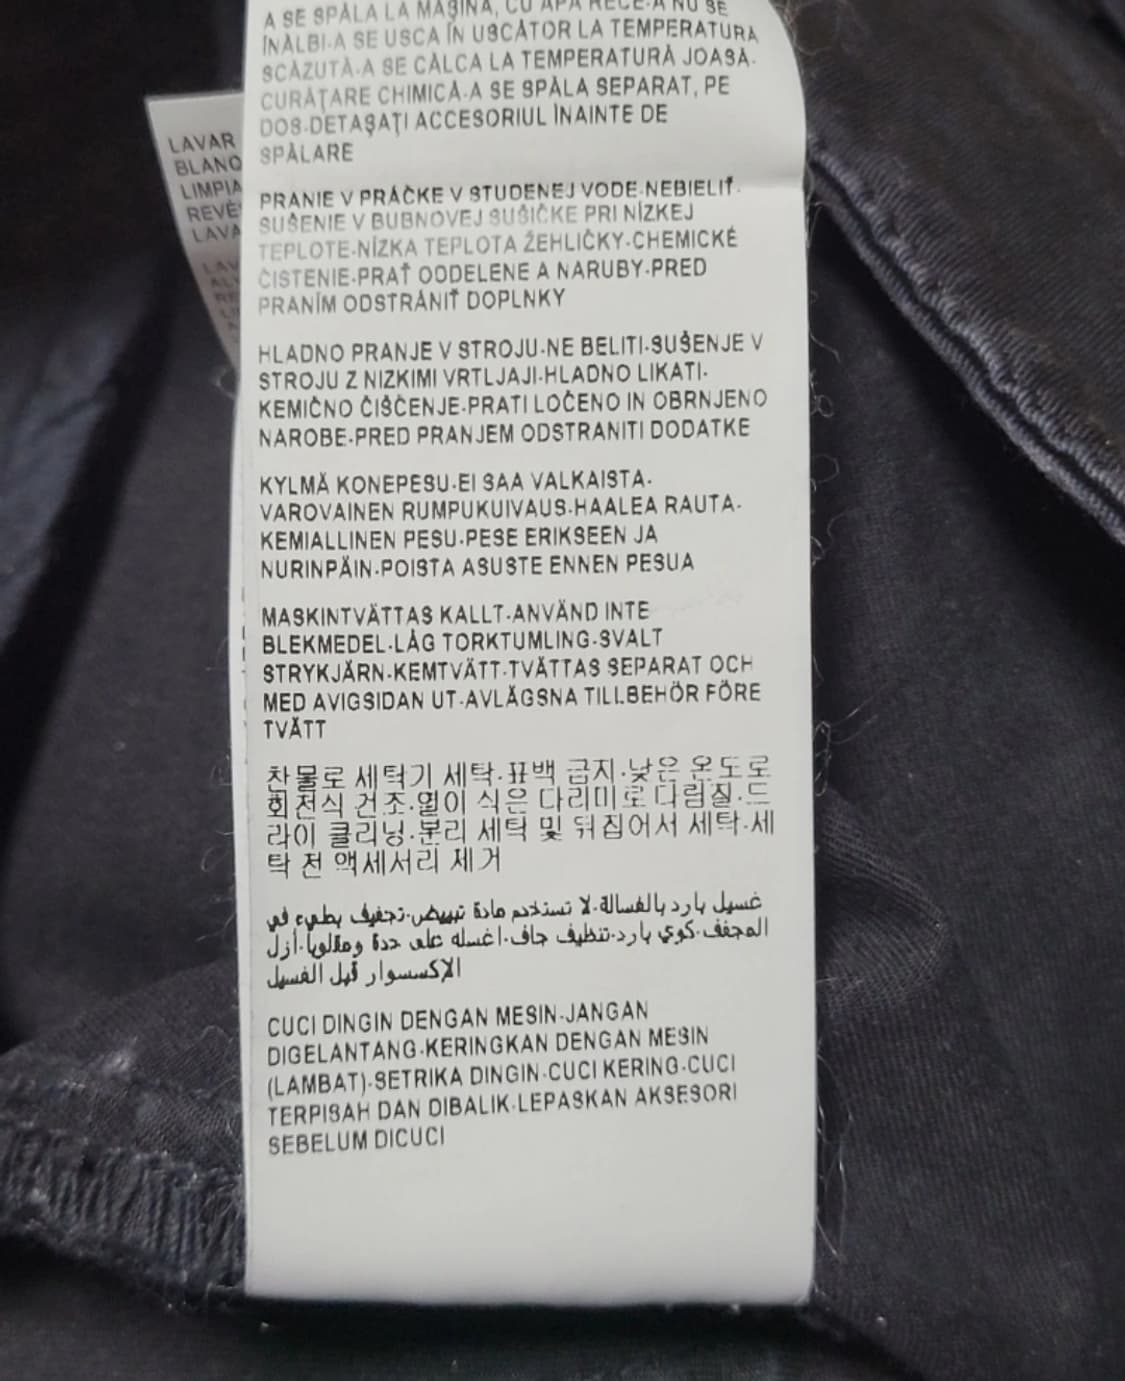 A SE SPĂLA LA MAȘINĂ, CU APĂ RECE·A NU SE
ÎNĂLBI·A SE USCA ÎN USCĂTOR LA TEMPERATURĂ
SCĂZUTĂ·A SE CĂLCA LA TEMPERATURĂ JOASĂ·
CURĂȚARE CHIMICĂ·A SE SPĂLA SEPARAT, PE
DOS·DETAȘAȚI ACCESORIUL ÎNAINTE DE
SPĂLARE
PRANIE V PRÁČKE V STUDENEJ VODE·NEBIELIŤ·
SUŠENIE V BUBNOVEJ SUŠIČKE PRI NÍZKEJ
TEPLOTE·NÍZKA TEPLOTA ŽEHLIČKY·CHEMICKÉ
ČISTENIE·PRAŤ ODDELENE A NARUBY·PRED
PRANÍM ODSTRÁNIŤ DOPLNKY
HLADNO PRANJE V STROJU·NE BELITI·SUŠENJE V
STROJU Z NIZKIMI VRTLJAJI·HLADNO LIKATI·
KEMIČNO ČIŠČENJE·PRATI LOČENO IN OBRNJENO
NAROBE·PRED PRANJEM ODSTRANITI DODATKE
KYLMÄ KONEPESU·EI SAA VALKAISTA·
VAROVAINEN RUMPUKUIVAUS·HAALEA RAUTA·
KEMIALLINEN PESU·PESE ERIKSEEN JA
NURINPÄIN·POISTA ASUSTE ENNEN PESUA
MASKINTVÄTTAS KALLT·ANVÄND INTE
BLEKMEDEL·LÅG TORKTUMLING·SVALT
STRYKJÄRN·KEMTVÄTT·TVÄTTAS SEPARAT OCH
MED AVIGSIDAN UT·AVLÄGSNA TILLBEHÖR FÖRE
TVÄTT
찬물로 세탁기 세탁·표백 금지·낮은 온도로
회전식 건조·열이 식은 다리미로 다림질·드
라이 클리닝·분리 세탁 및 뒤집어서 세탁·세
탁 전 액세서리 제거
غسيل بارد بالغسالة·لا تستخدم مادة تبييض·تجفيف بطيء في
المجفف·كوي بارد·تنظيف جاف·اغسله على حدة ومقلوباً·أزل
الإكسسوار قبل الغسيل
CUCI DINGIN DENGAN MESIN·JANGAN
DIGELANTANG·KERINGKAN DENGAN MESIN
(LAMBAT)·SETRIKA DINGIN·CUCI KERING·CUCI
TERPISAH DAN DIBALIK·LEPASKAN AKSESORI
SEBELUM DICUCI
LAVAR
BLANQ
LIMPIA
REVÉ
LAVA